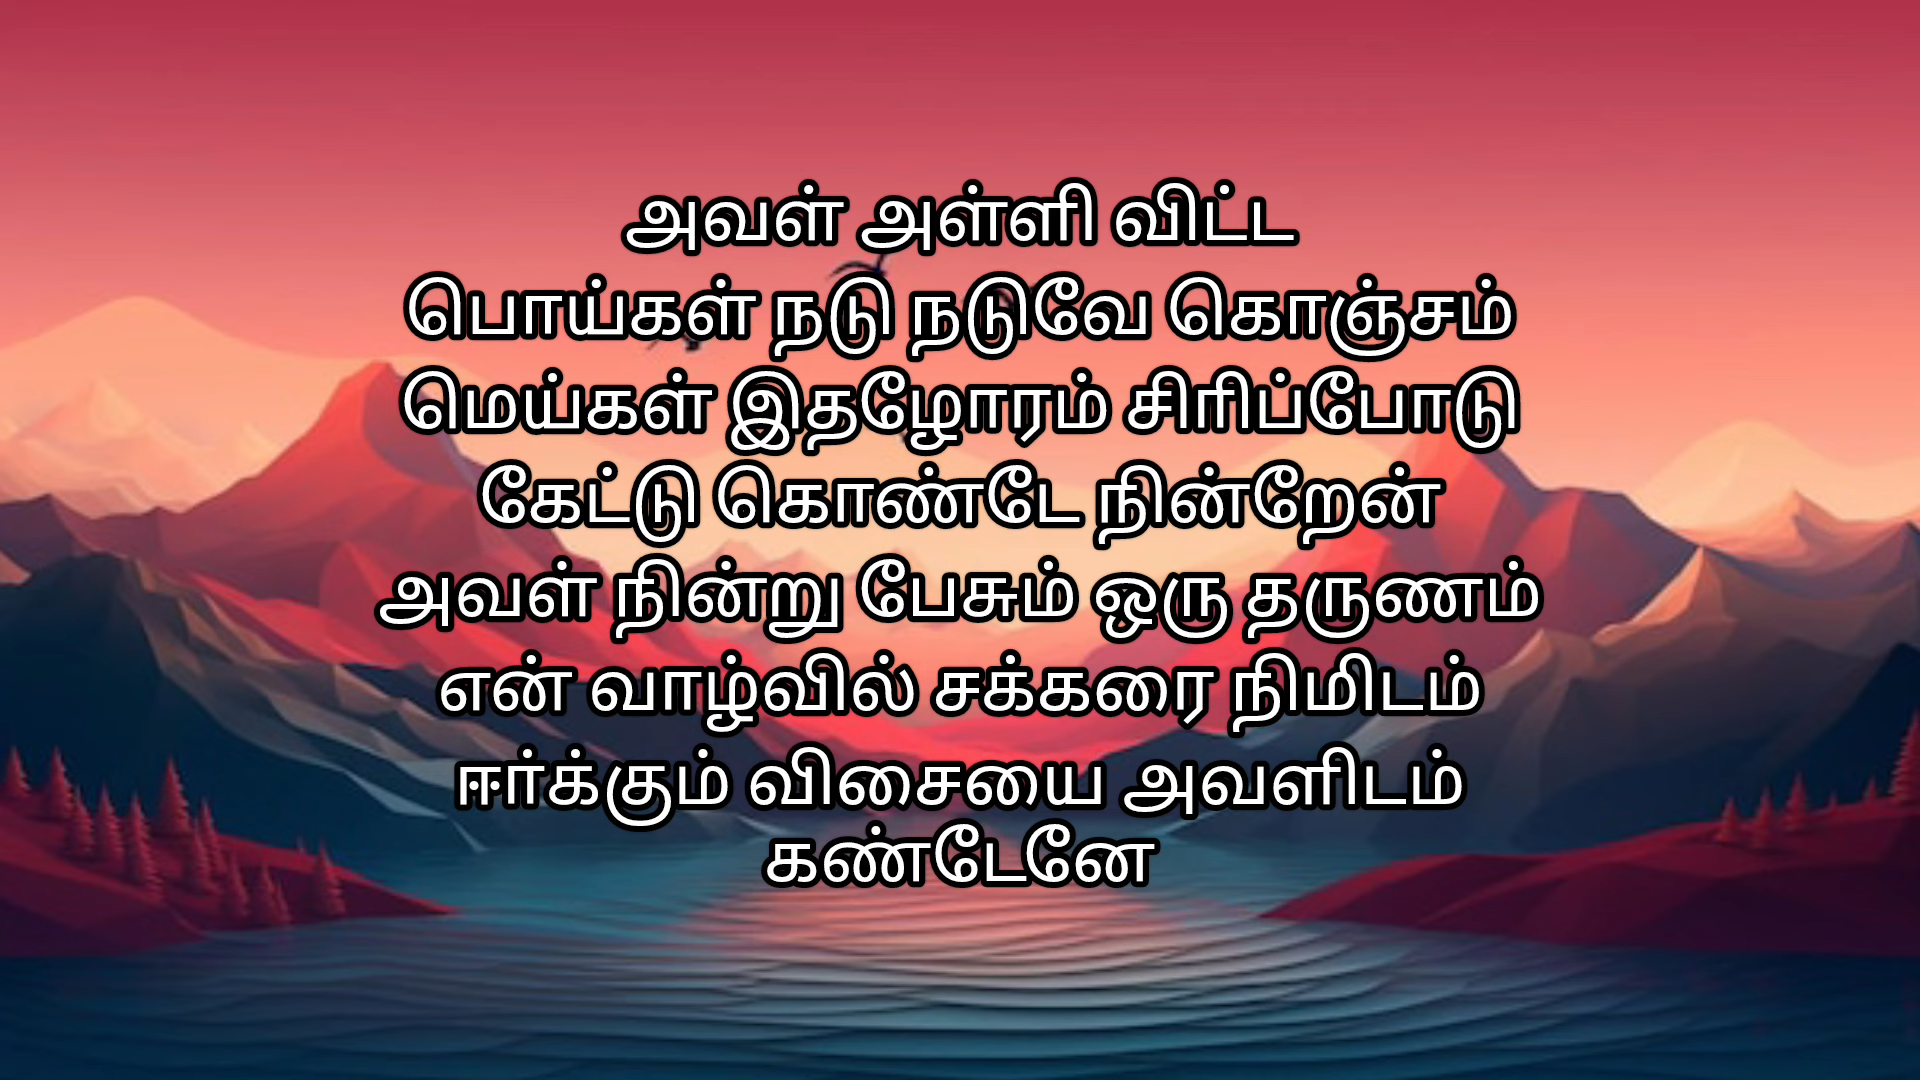 அவள் அள்ளி விட்ட
பொய்கள் நடு நடுவே கொஞ்சம்
மெய்கள் இதழோரம் சிரிப்போடு
கேட்டு கொண்டே நின்றேன்
அவள் நின்று பேசும் ஒரு தருணம்
என் வாழ்வில் சக்கரை நிமிடம்
ஈர்க்கும் விசையை அவளிடம்
கண்டேனே